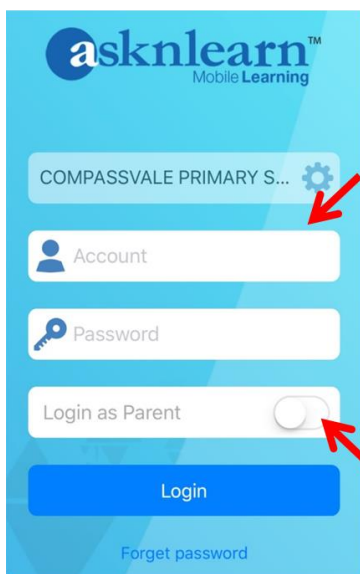 asknlearn™
Mobile Learning
COMPASSVALE PRIMARY S...
Account
Password
Login as Parent
Login
Forget password